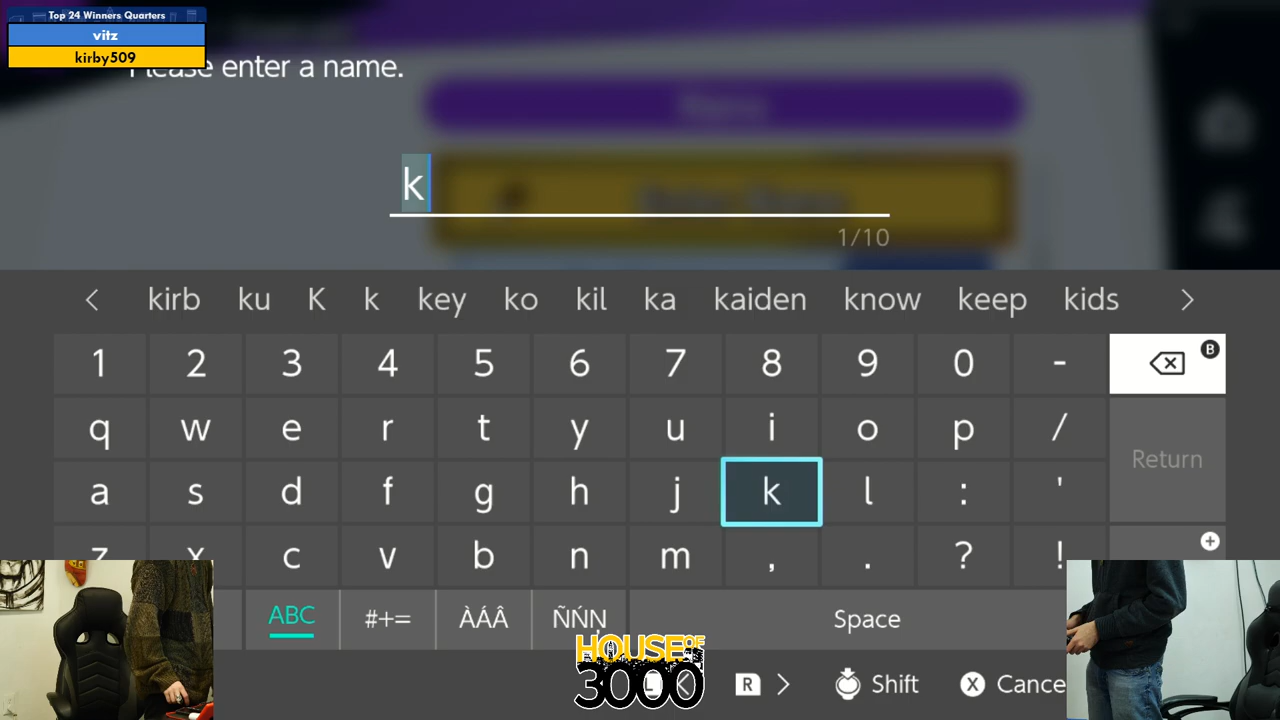 Top 24 Winners Quarters
vitz
kirby509
Please enter a name.
k
1/10
kirb ku K k key ko kil ka kaiden know keep kids
1 2 3 4 5 6 7 8 9 0 -
B
q w e r t y u i o p /
Return
a s d f g h j k l : '
z x c v b n m , . ? !
+
ABC #+= ÀÁÂ ÑŃŅ Space
HOUSE OF
3000
L R Shift X Cance